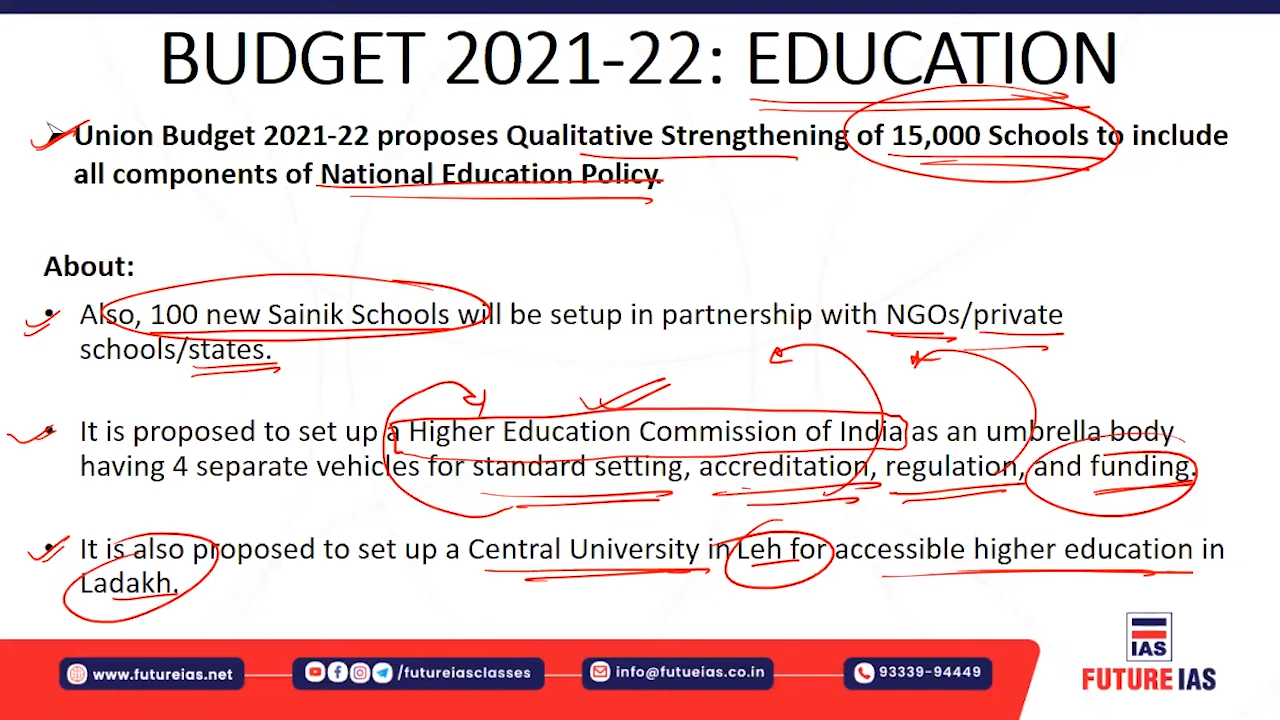 BUDGET 2021-22: EDUCATION
Union Budget 2021-22 proposes Qualitative Strengthening of 15,000 Schools to include
all components of National Education Policy.
About:
• Also, 100 new Sainik Schools will be setup in partnership with NGOs/private
schools/states.
• It is proposed to set up a Higher Education Commission of India as an umbrella body
having 4 separate vehicles for standard setting, accreditation, regulation, and funding.
• It is also proposed to set up a Central University in Leh for accessible higher education in
Ladakh.
IAS
FUTURE IAS
www.futureias.net
/futureiasclasses
info@futueias.co.in
93339-94449